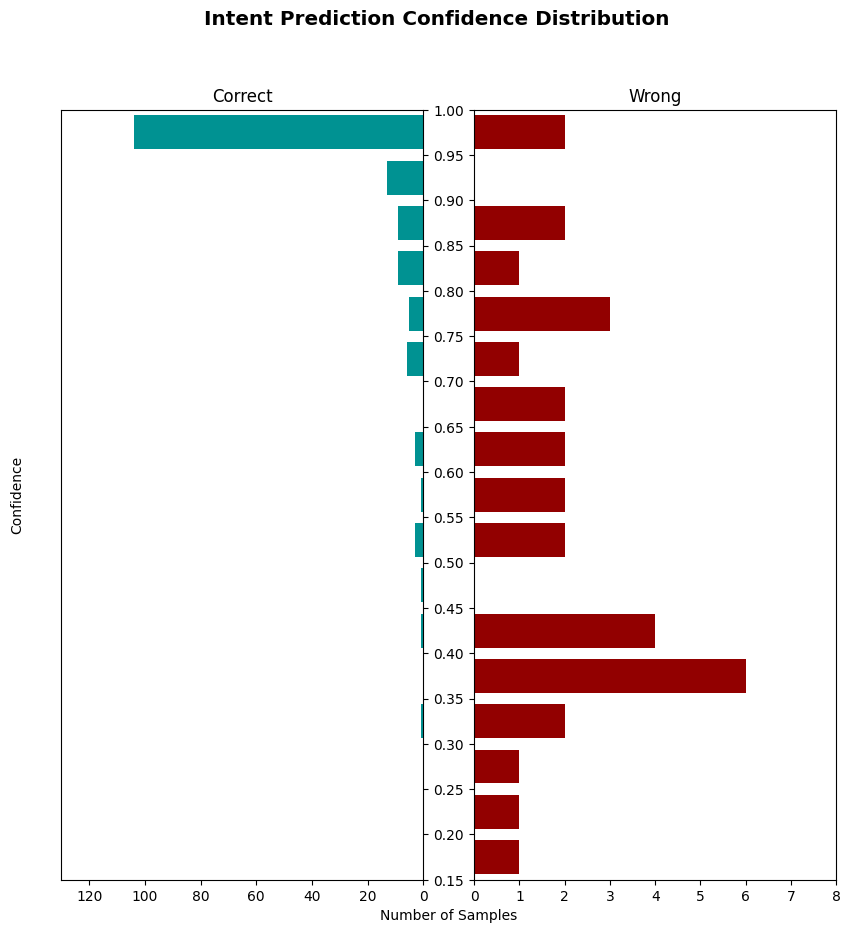 Intent Prediction Confidence Distribution
Correct
Wrong
1.00
0.95
0.90
0.85
0.80
0.75
0.70
0.65
0.60
0.55
0.50
0.45
0.40
0.35
0.30
0.25
0.20
0.15
Confidence
120 100 80 60 40 20 0
0 1 2 3 4 5 6 7 8
Number of Samples